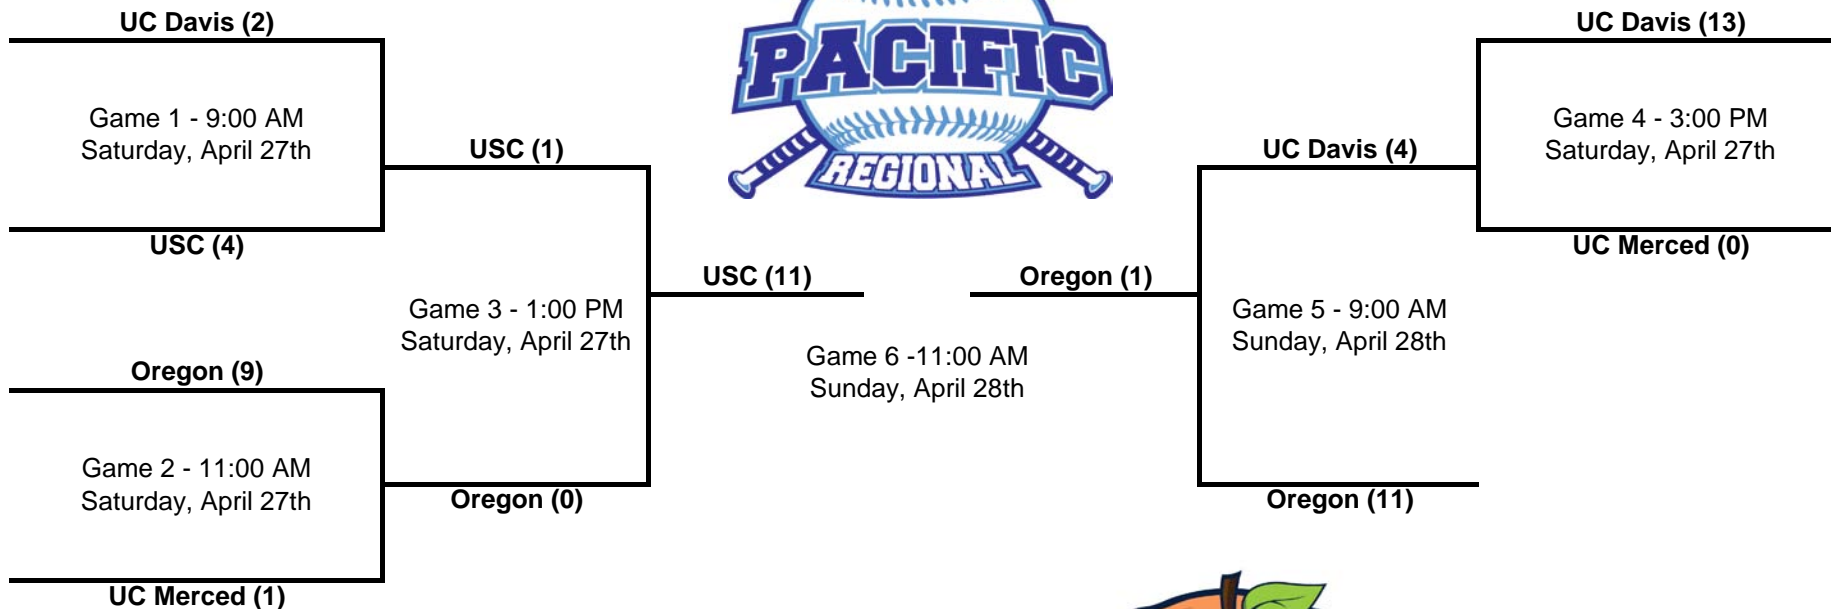 UC Davis (2)
Game 1 - 9:00 AM
Saturday, April 27th
USC (4)
Oregon (9)
Game 2 - 11:00 AM
Saturday, April 27th
UC Merced (1)
USC (1)
Game 3 - 1:00 PM
Saturday, April 27th
Oregon (0)
USC (11)
PACIFIC
REGIONAL
Game 6 -11:00 AM
Sunday, April 28th
Oregon (1)
UC Davis (4)
Game 5 - 9:00 AM
Sunday, April 28th
Oregon (11)
UC Davis (13)
Game 4 - 3:00 PM
Saturday, April 27th
UC Merced (0)